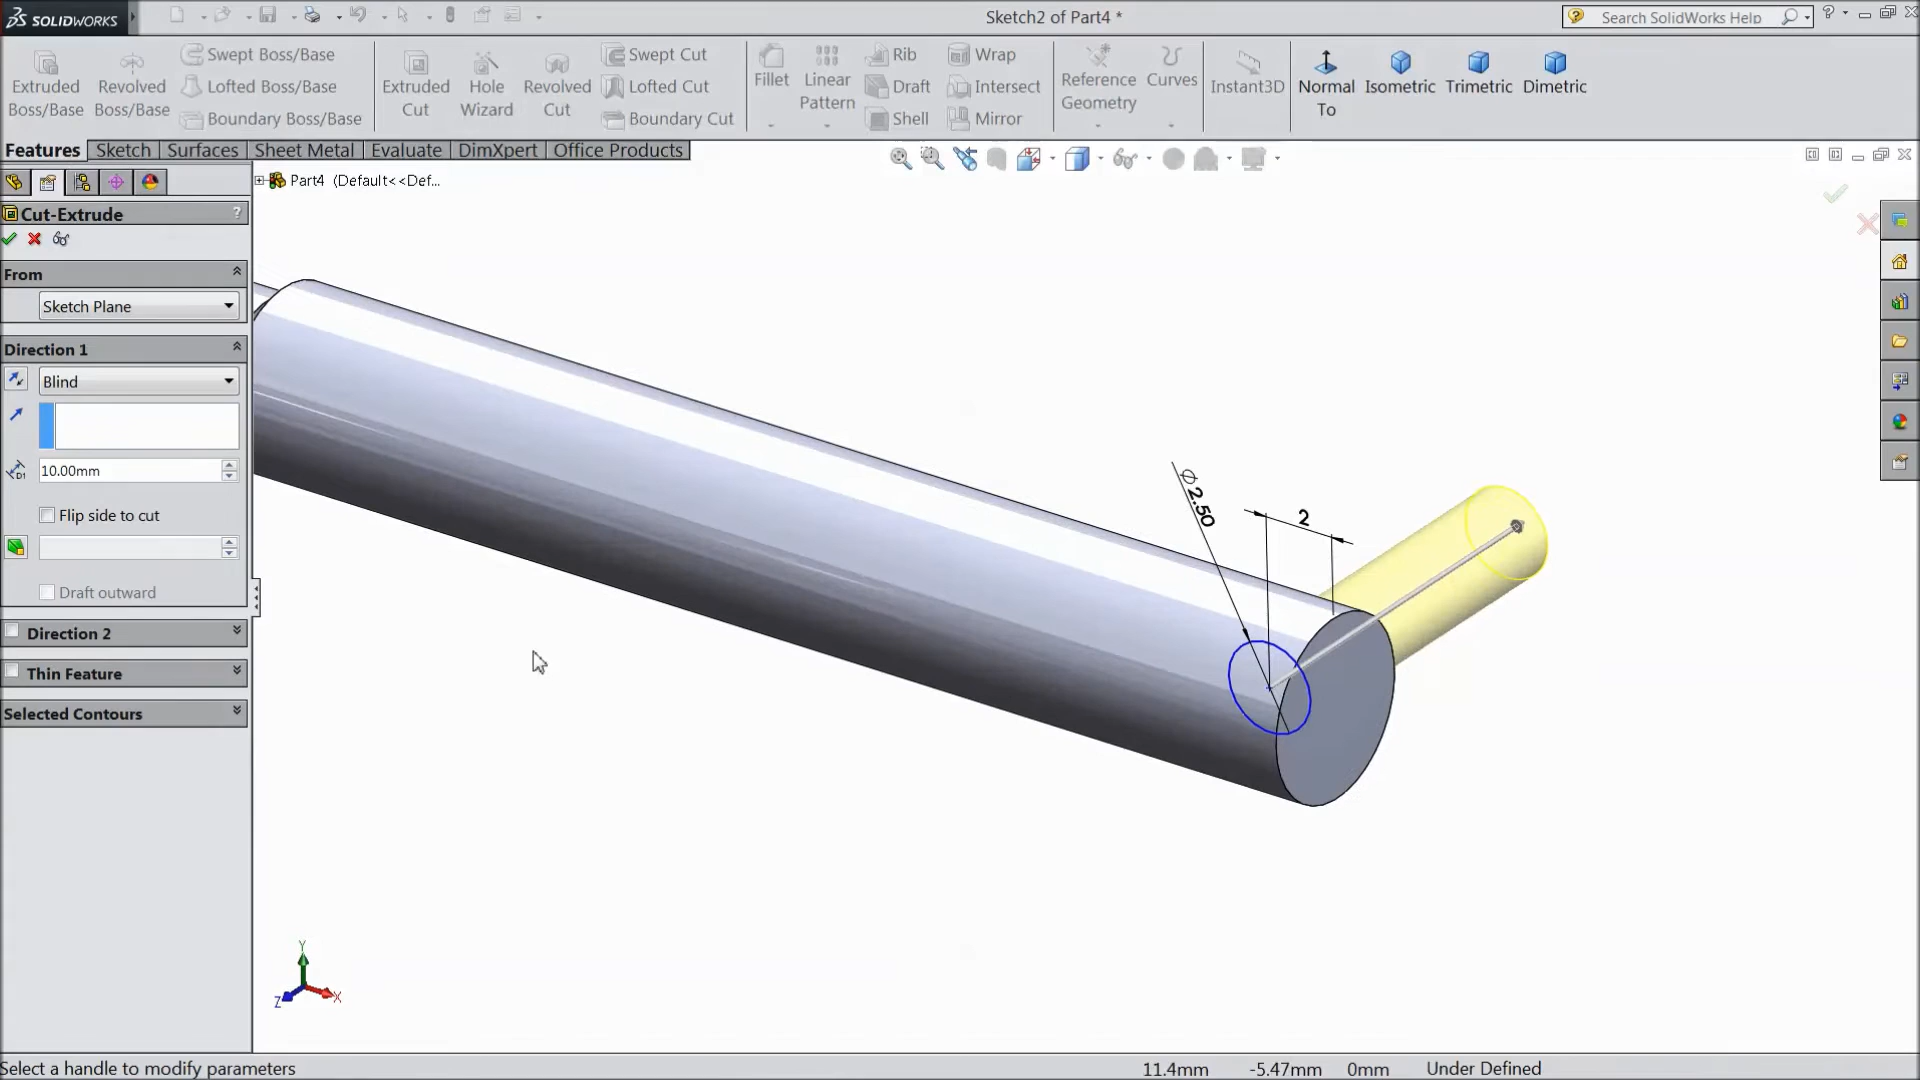 SOLIDWORKS
Sketch2 of Part4 *
Search SolidWorks Help
?
Extruded Boss/Base
Revolved Boss/Base
Swept Boss/Base
Lofted Boss/Base
Boundary Boss/Base
Extruded Cut
Hole Wizard
Revolved Cut
Swept Cut
Lofted Cut
Boundary Cut
Fillet
Linear Pattern
Rib
Draft
Shell
Wrap
Intersect
Mirror
Reference Geometry
Curves
Instant3D
Normal To
Isometric
Trimetric
Dimetric
Features
Sketch
Surfaces
Sheet Metal
Evaluate
DimXpert
Office Products
Part4 (Default<<Def...
Cut-Extrude
?
From
Sketch Plane
Direction 1
Blind
D1
10.00mm
Flip side to cut
Draft outward
Direction 2
Thin Feature
Selected Contours
∅2.50
2
Y
Z
X
Select a handle to modify parameters
11.4mm
-5.47mm
0mm
Under Defined